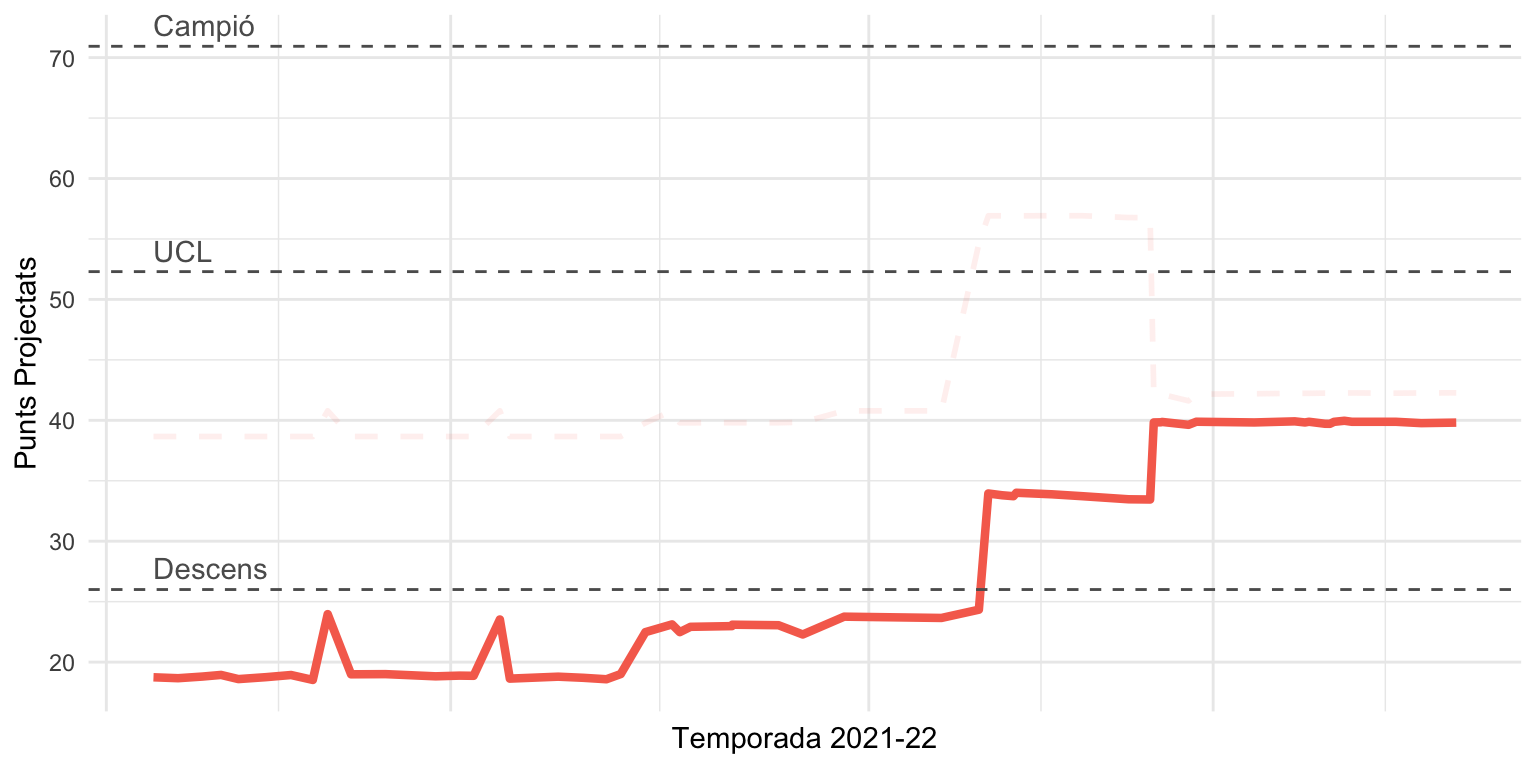 Campió
70
60
UCL
50
40
30
Descens
20
Punts Projectats
Temporada 2021-22